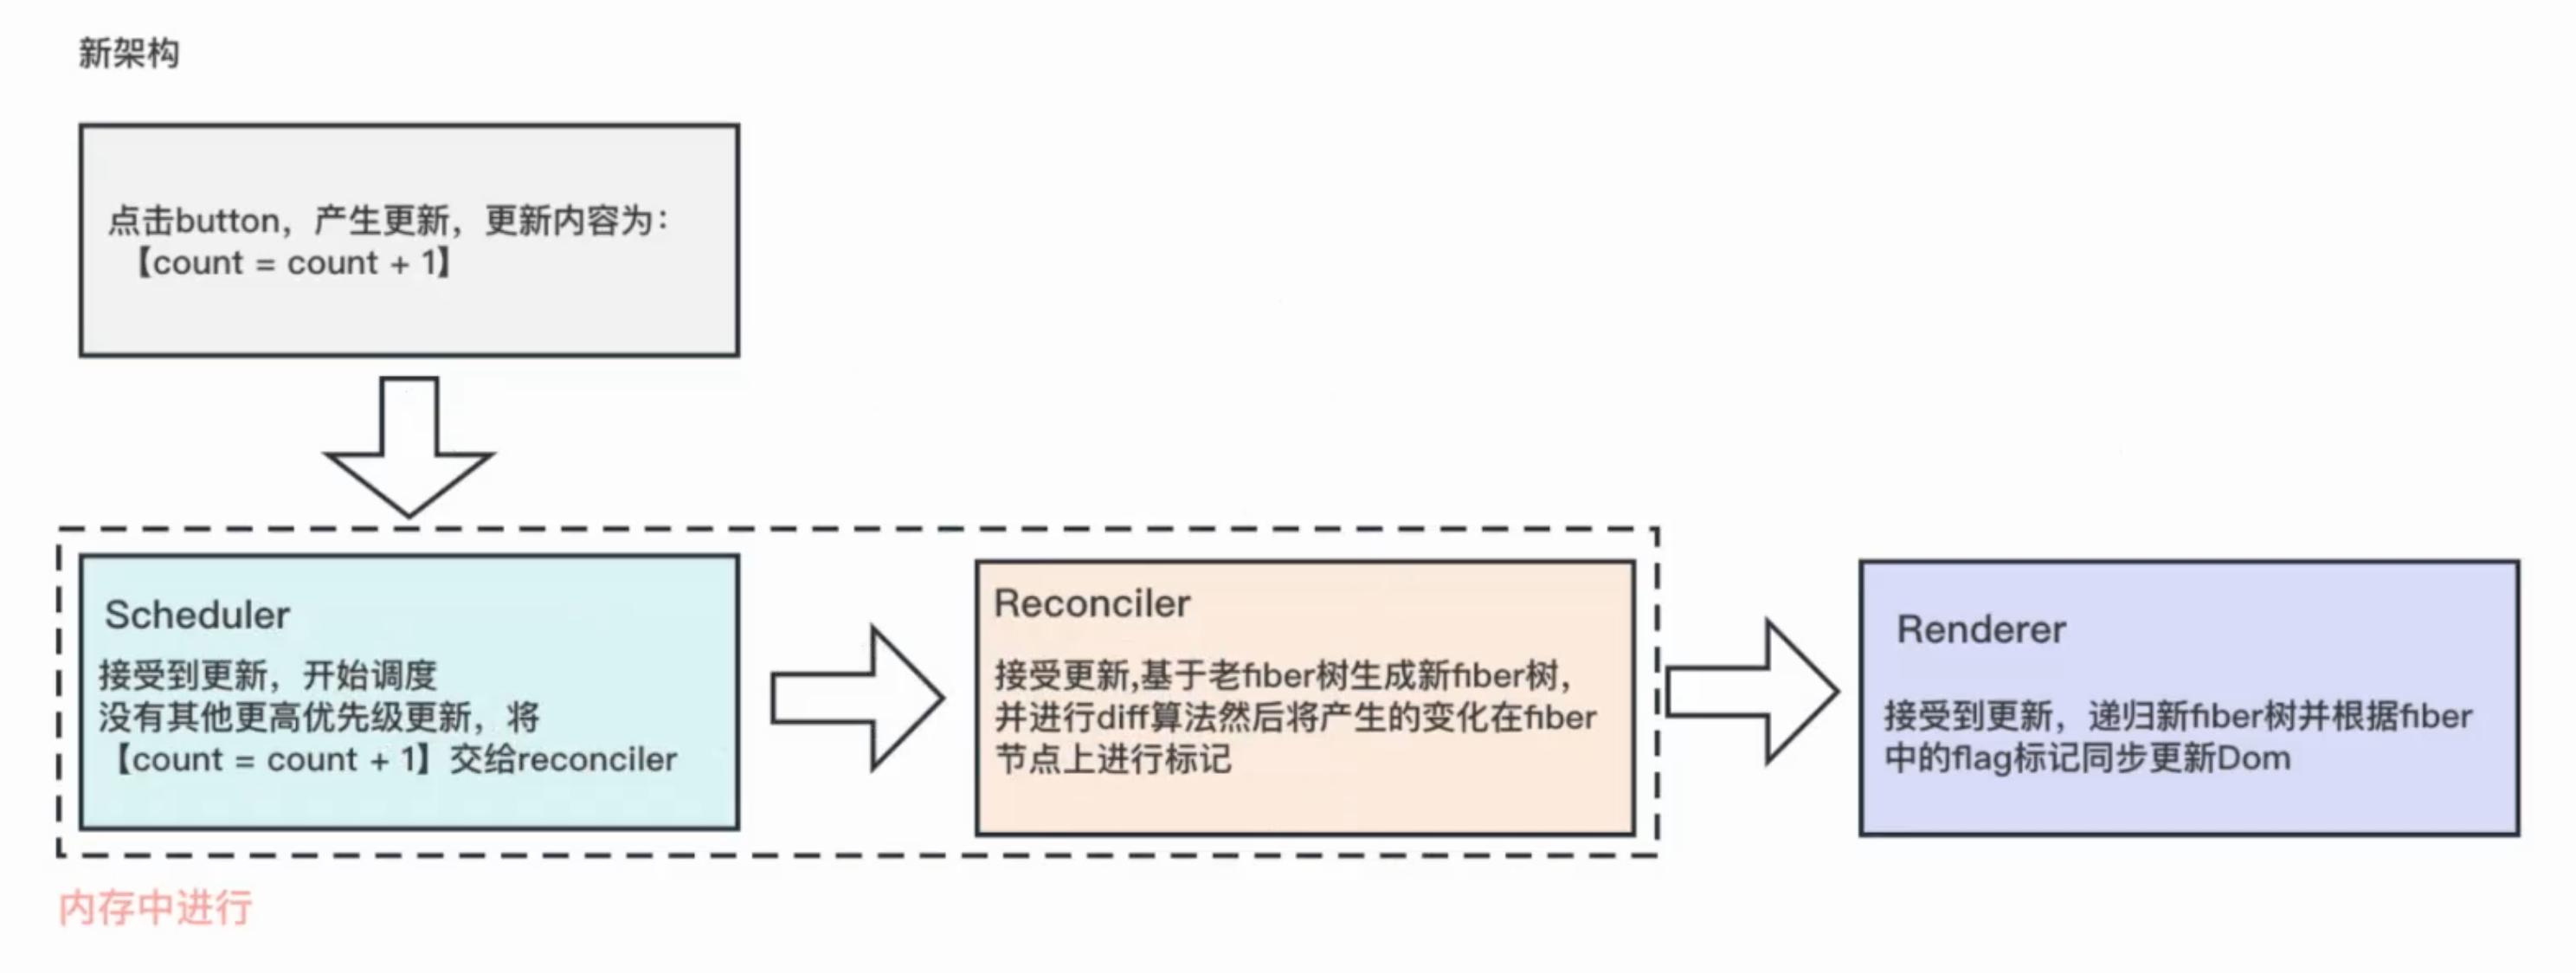 新架构
点击button，产生更新，更新内容为：
【count = count + 1】
Scheduler
接受到更新，开始调度
没有其他更高优先级更新，将
【count = count + 1】交给reconciler
Reconciler
接受更新,基于老fiber树生成新fiber树，
并进行diff算法然后将产生的变化在fiber
节点上进行标记
Renderer
接受到更新，递归新fiber树并根据fiber
中的flag标记同步更新Dom
内存中进行